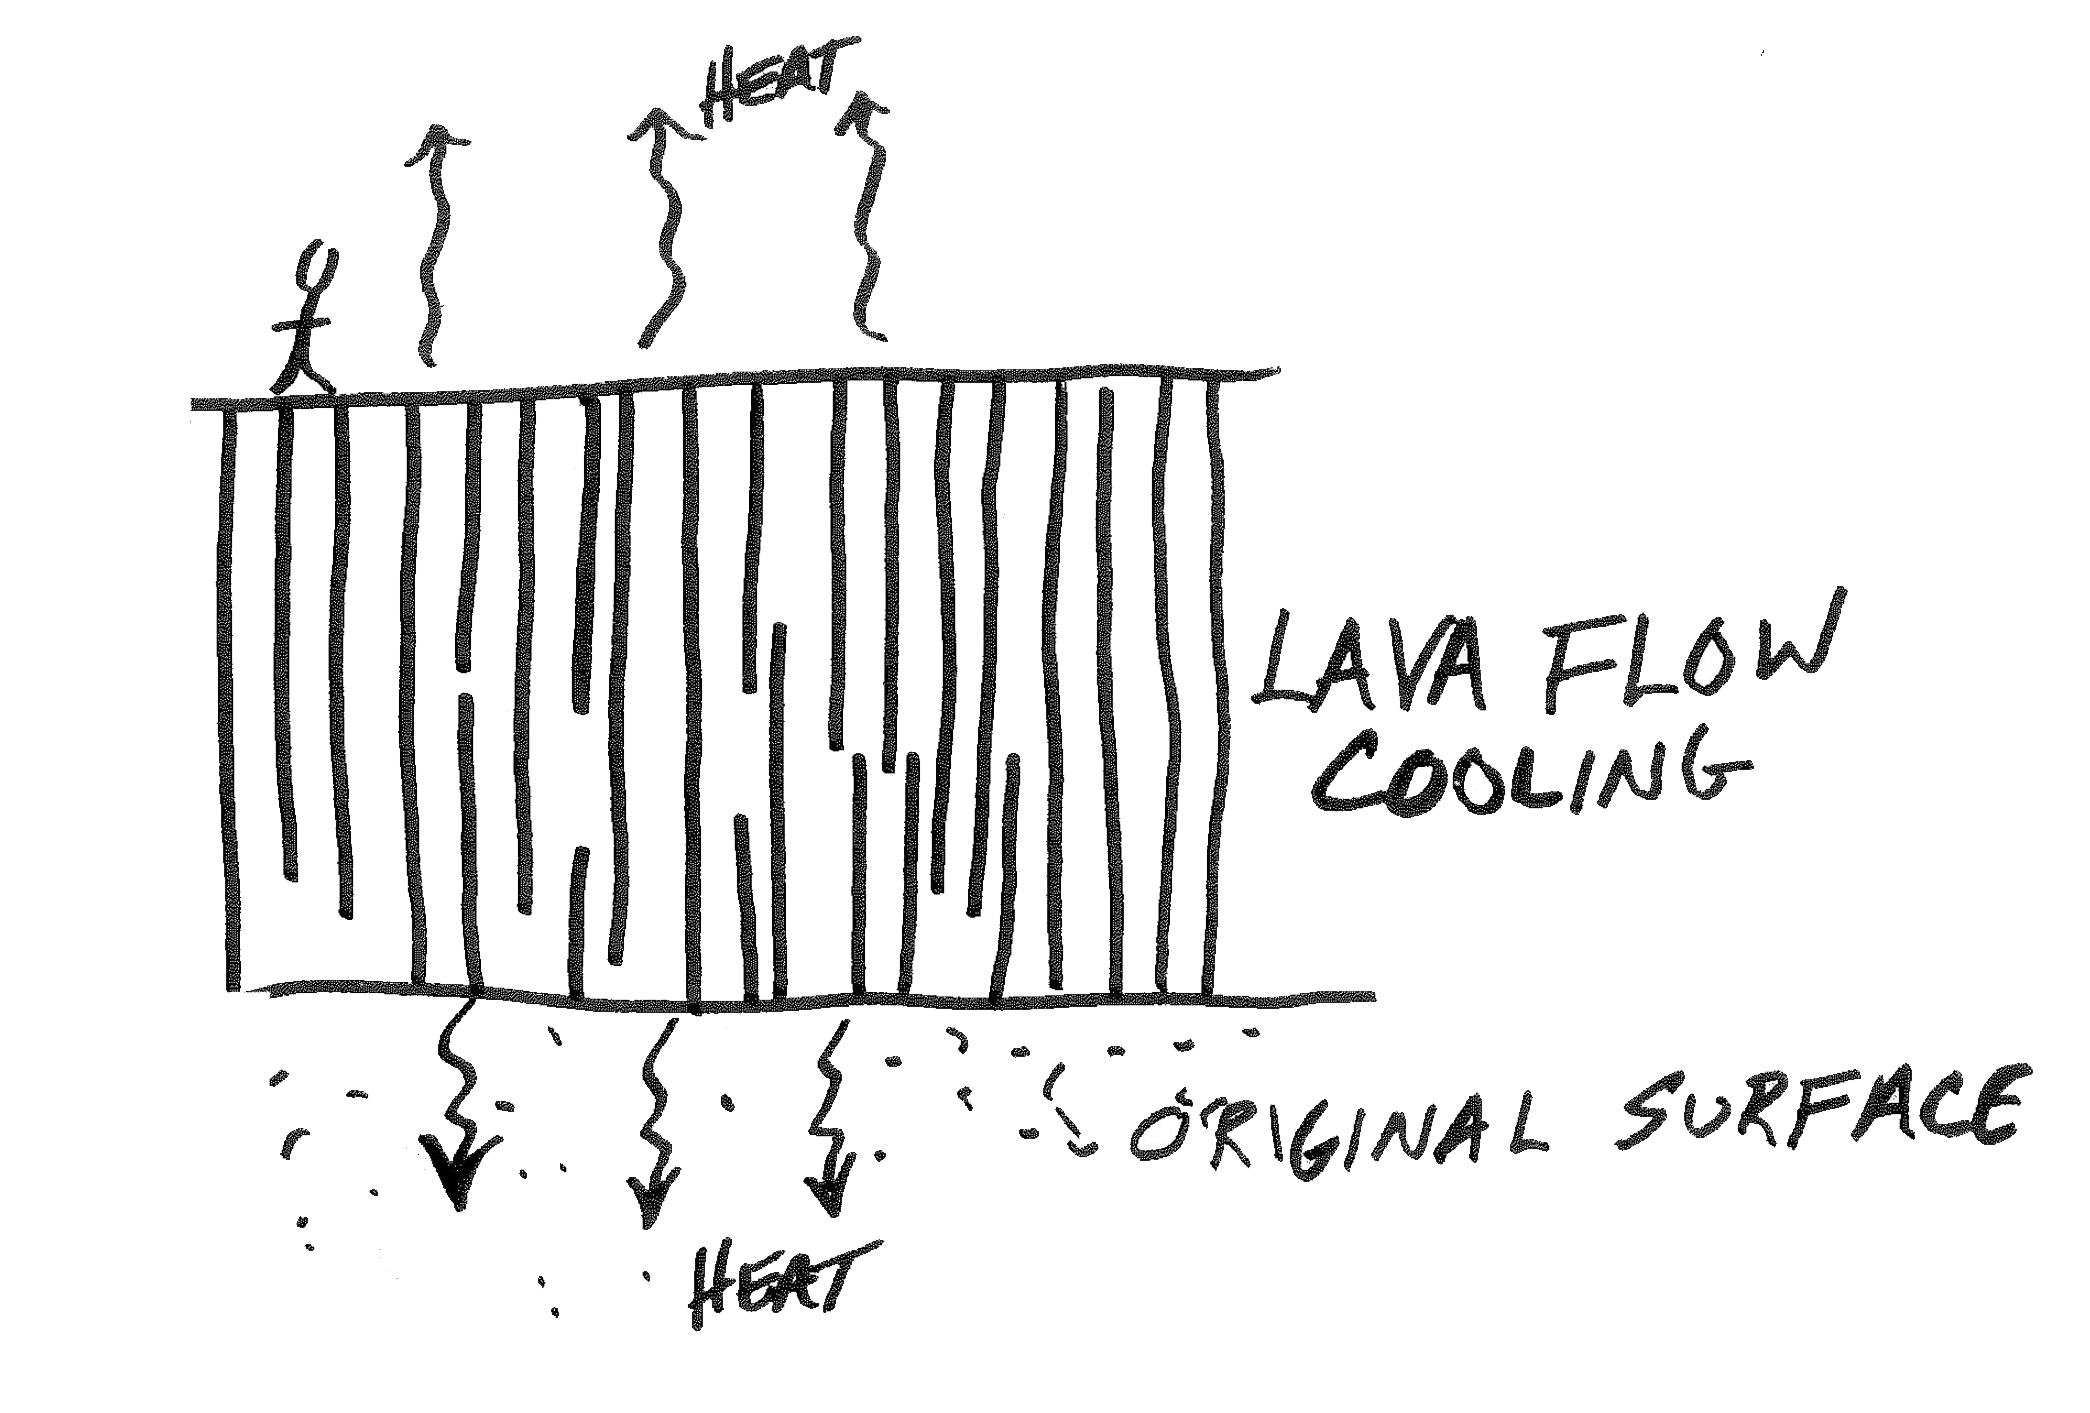 HEAT
LAVA FLOW
COOLING
ORIGINAL SURFACE
HEAT